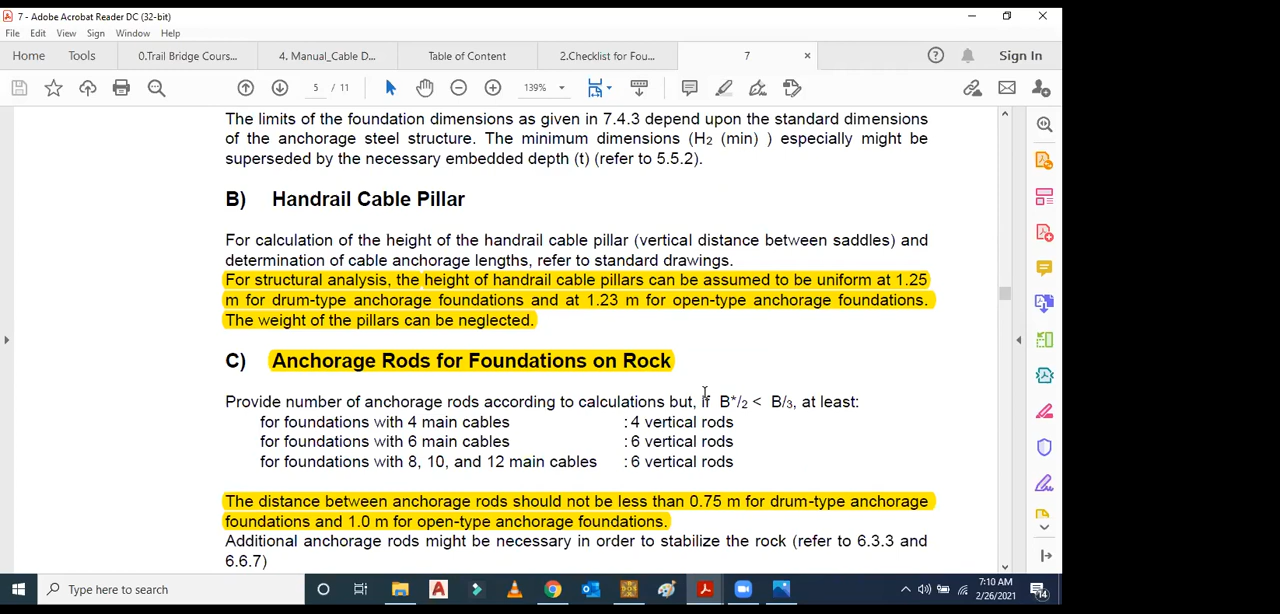 7 - Adobe Acrobat Reader DC (32-bit)
File Edit View Sign Window Help
Home Tools 0.Trail Bridge Cours... 4. Manual_Cable D... Table of Content 2.Checklist for Fou... 7 × Sign In
5 / 11 139%
The limits of the foundation dimensions as given in 7.4.3 depend upon the standard dimensions
of the anchorage steel structure. The minimum dimensions (H2 (min) ) especially might be
superseded by the necessary embedded depth (t) (refer to 5.5.2).
B) Handrail Cable Pillar
For calculation of the height of the handrail cable pillar (vertical distance between saddles) and
determination of cable anchorage lengths, refer to standard drawings.
For structural analysis, the height of handrail cable pillars can be assumed to be uniform at 1.25
m for drum-type anchorage foundations and at 1.23 m for open-type anchorage foundations.
The weight of the pillars can be neglected.
C) Anchorage Rods for Foundations on Rock
Provide number of anchorage rods according to calculations but, if B*/2 < B/3, at least:
for foundations with 4 main cables : 4 vertical rods
for foundations with 6 main cables : 6 vertical rods
for foundations with 8, 10, and 12 main cables : 6 vertical rods
The distance between anchorage rods should not be less than 0.75 m for drum-type anchorage
foundations and 1.0 m for open-type anchorage foundations.
Additional anchorage rods might be necessary in order to stabilize the rock (refer to 6.3.3 and
6.6.7)
Type here to search
7:10 AM
2/26/2021
14